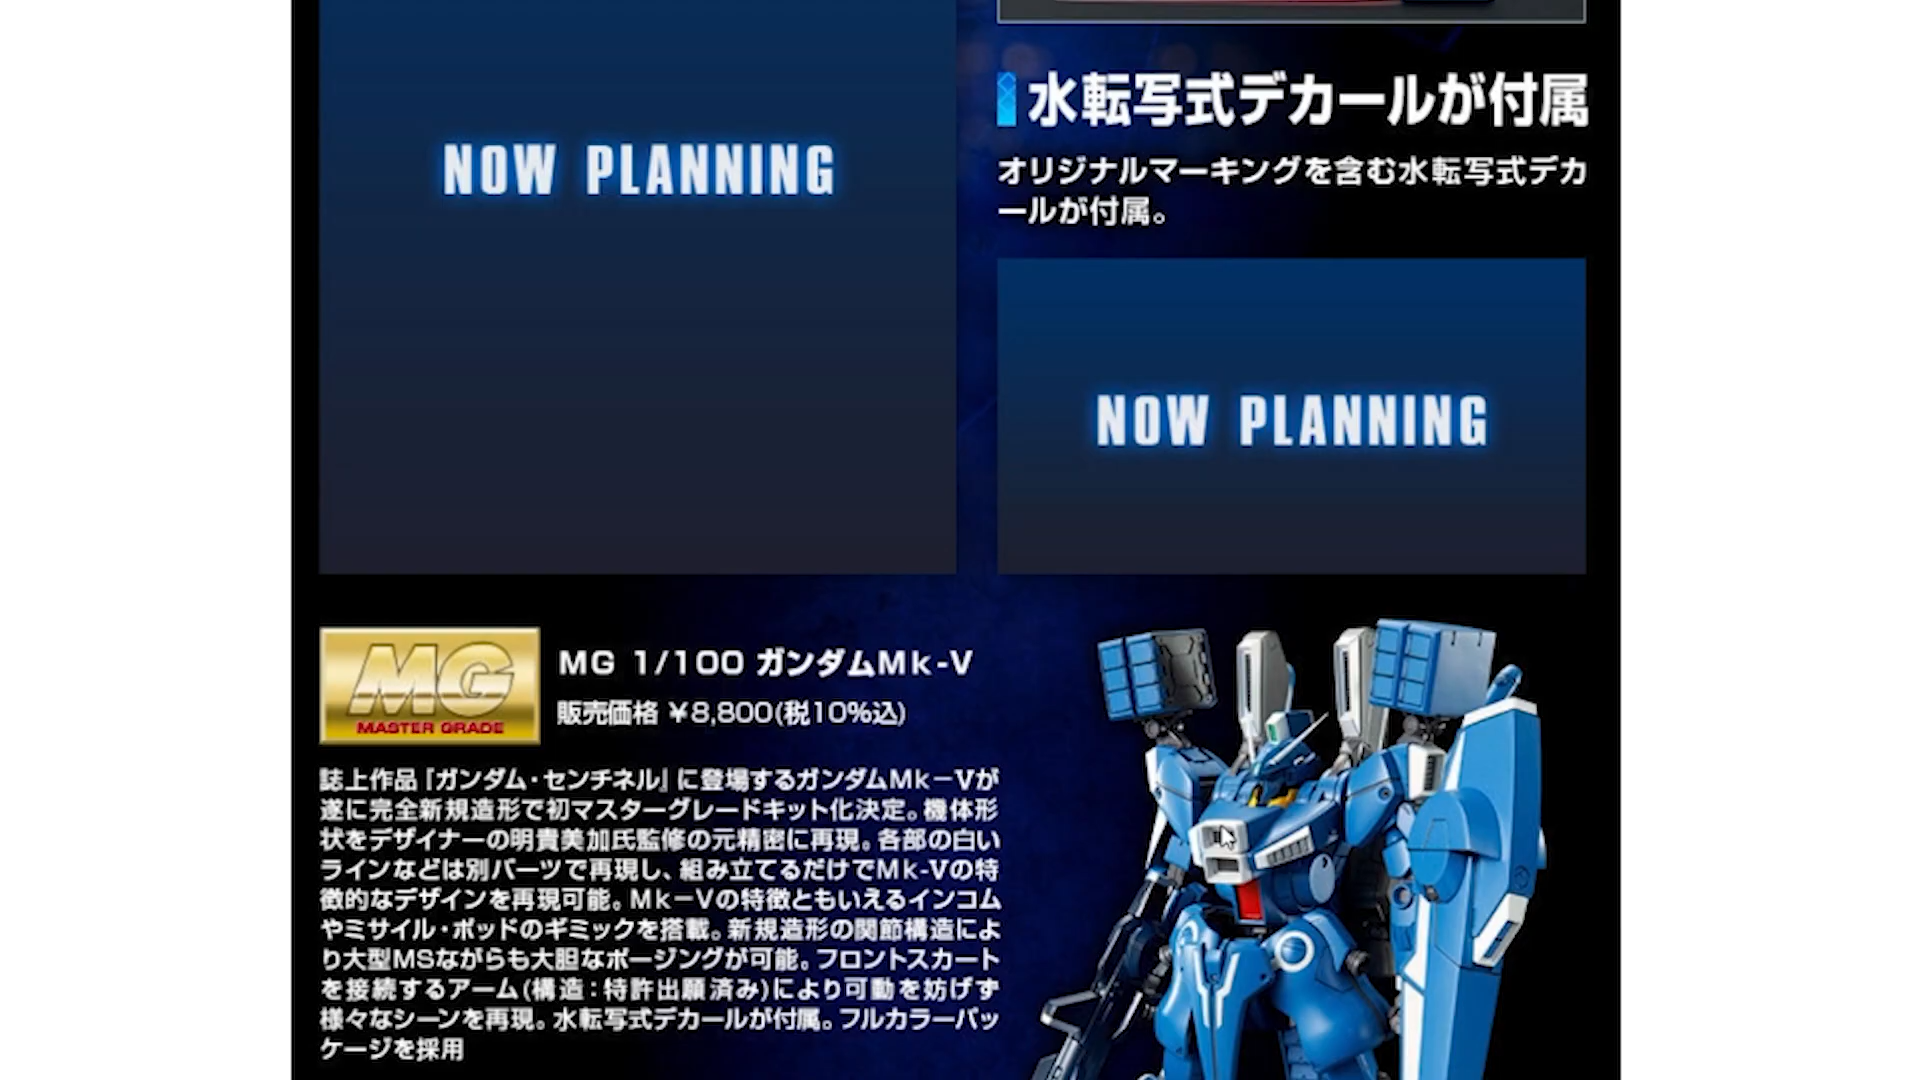 NOW PLANNING
水転写式デカールが付属
オリジナルマーキングを含む水転写式デカ
ールが付属。
NOW PLANNING
MG
MASTER GRADE
MG 1/100 ガンダムMk-V
販売価格 ¥8,800(税10%込)
誌上作品『ガンダム・センチネル』に登場するガンダムMk－Vが
遂に完全新規造形で初マスターグレードキット化決定。機体形
状をデザイナーの明貴美加氏監修の元精密に再現。各部の白い
ラインなどは別パーツで再現し、組み立てるだけでMk-Vの特
徴的なデザインを再現可能。Mk－Vの特徴ともいえるインコム
やミサイル・ポッドのギミックを搭載。新規造形の関節構造によ
り大型MSながらも大胆なポージングが可能。フロントスカート
を接続するアーム(構造：特許出願済み)により可動を妨げず
様々なシーンを再現。水転写式デカールが付属。フルカラーパッ
ケージを採用